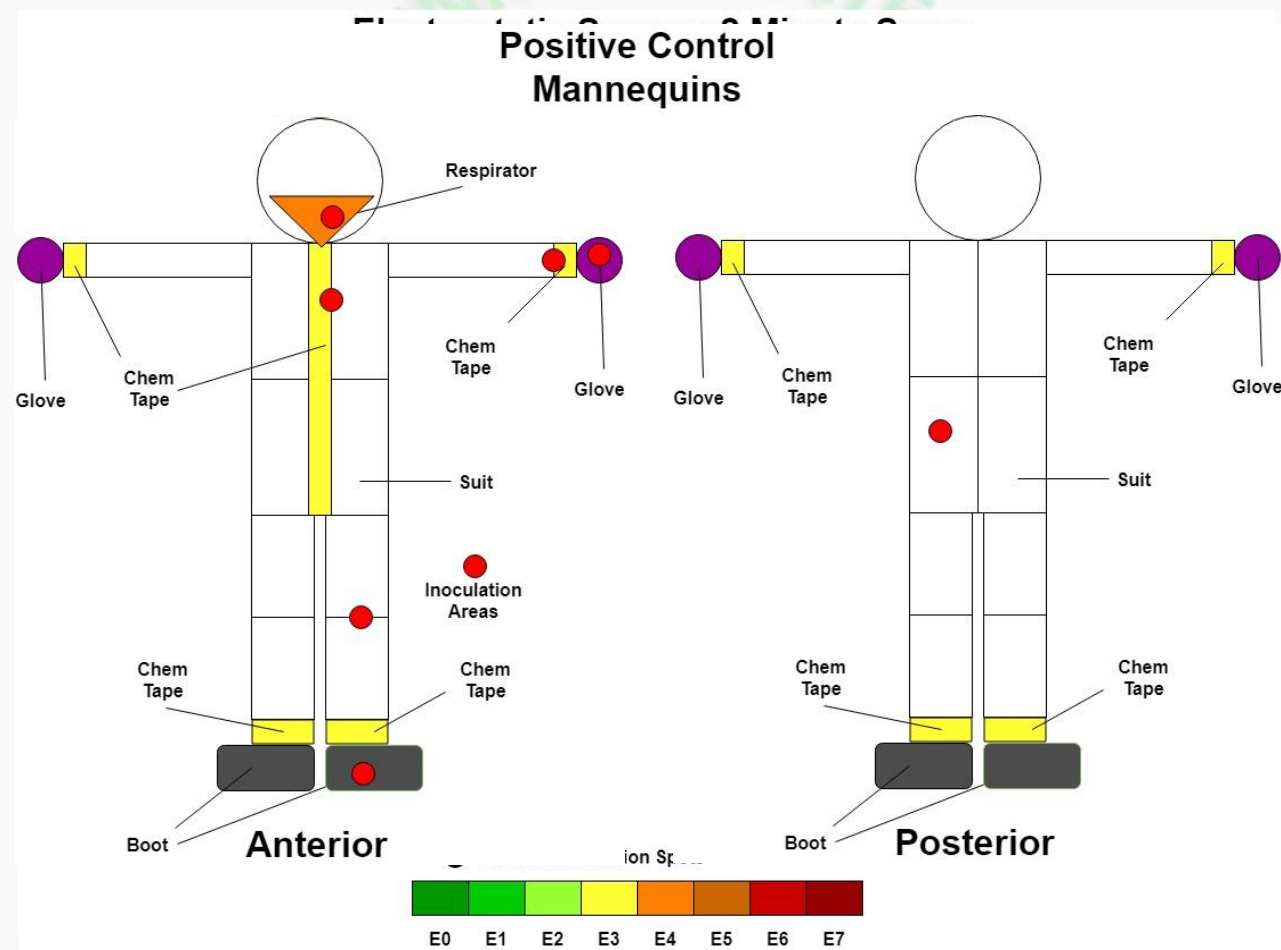 Positive Control
Mannequins
Respirator
Chem
Tape
Glove
Chem
Tape
Glove
Suit
Inoculation
Areas
Chem
Tape
Chem
Tape
Boot
Anterior
Glove
Chem
Tape
Chem
Tape
Glove
Suit
Chem
Tape
Chem
Tape
Boot
Posterior
E0 E1 E2 E3 E4 E5 E6 E7